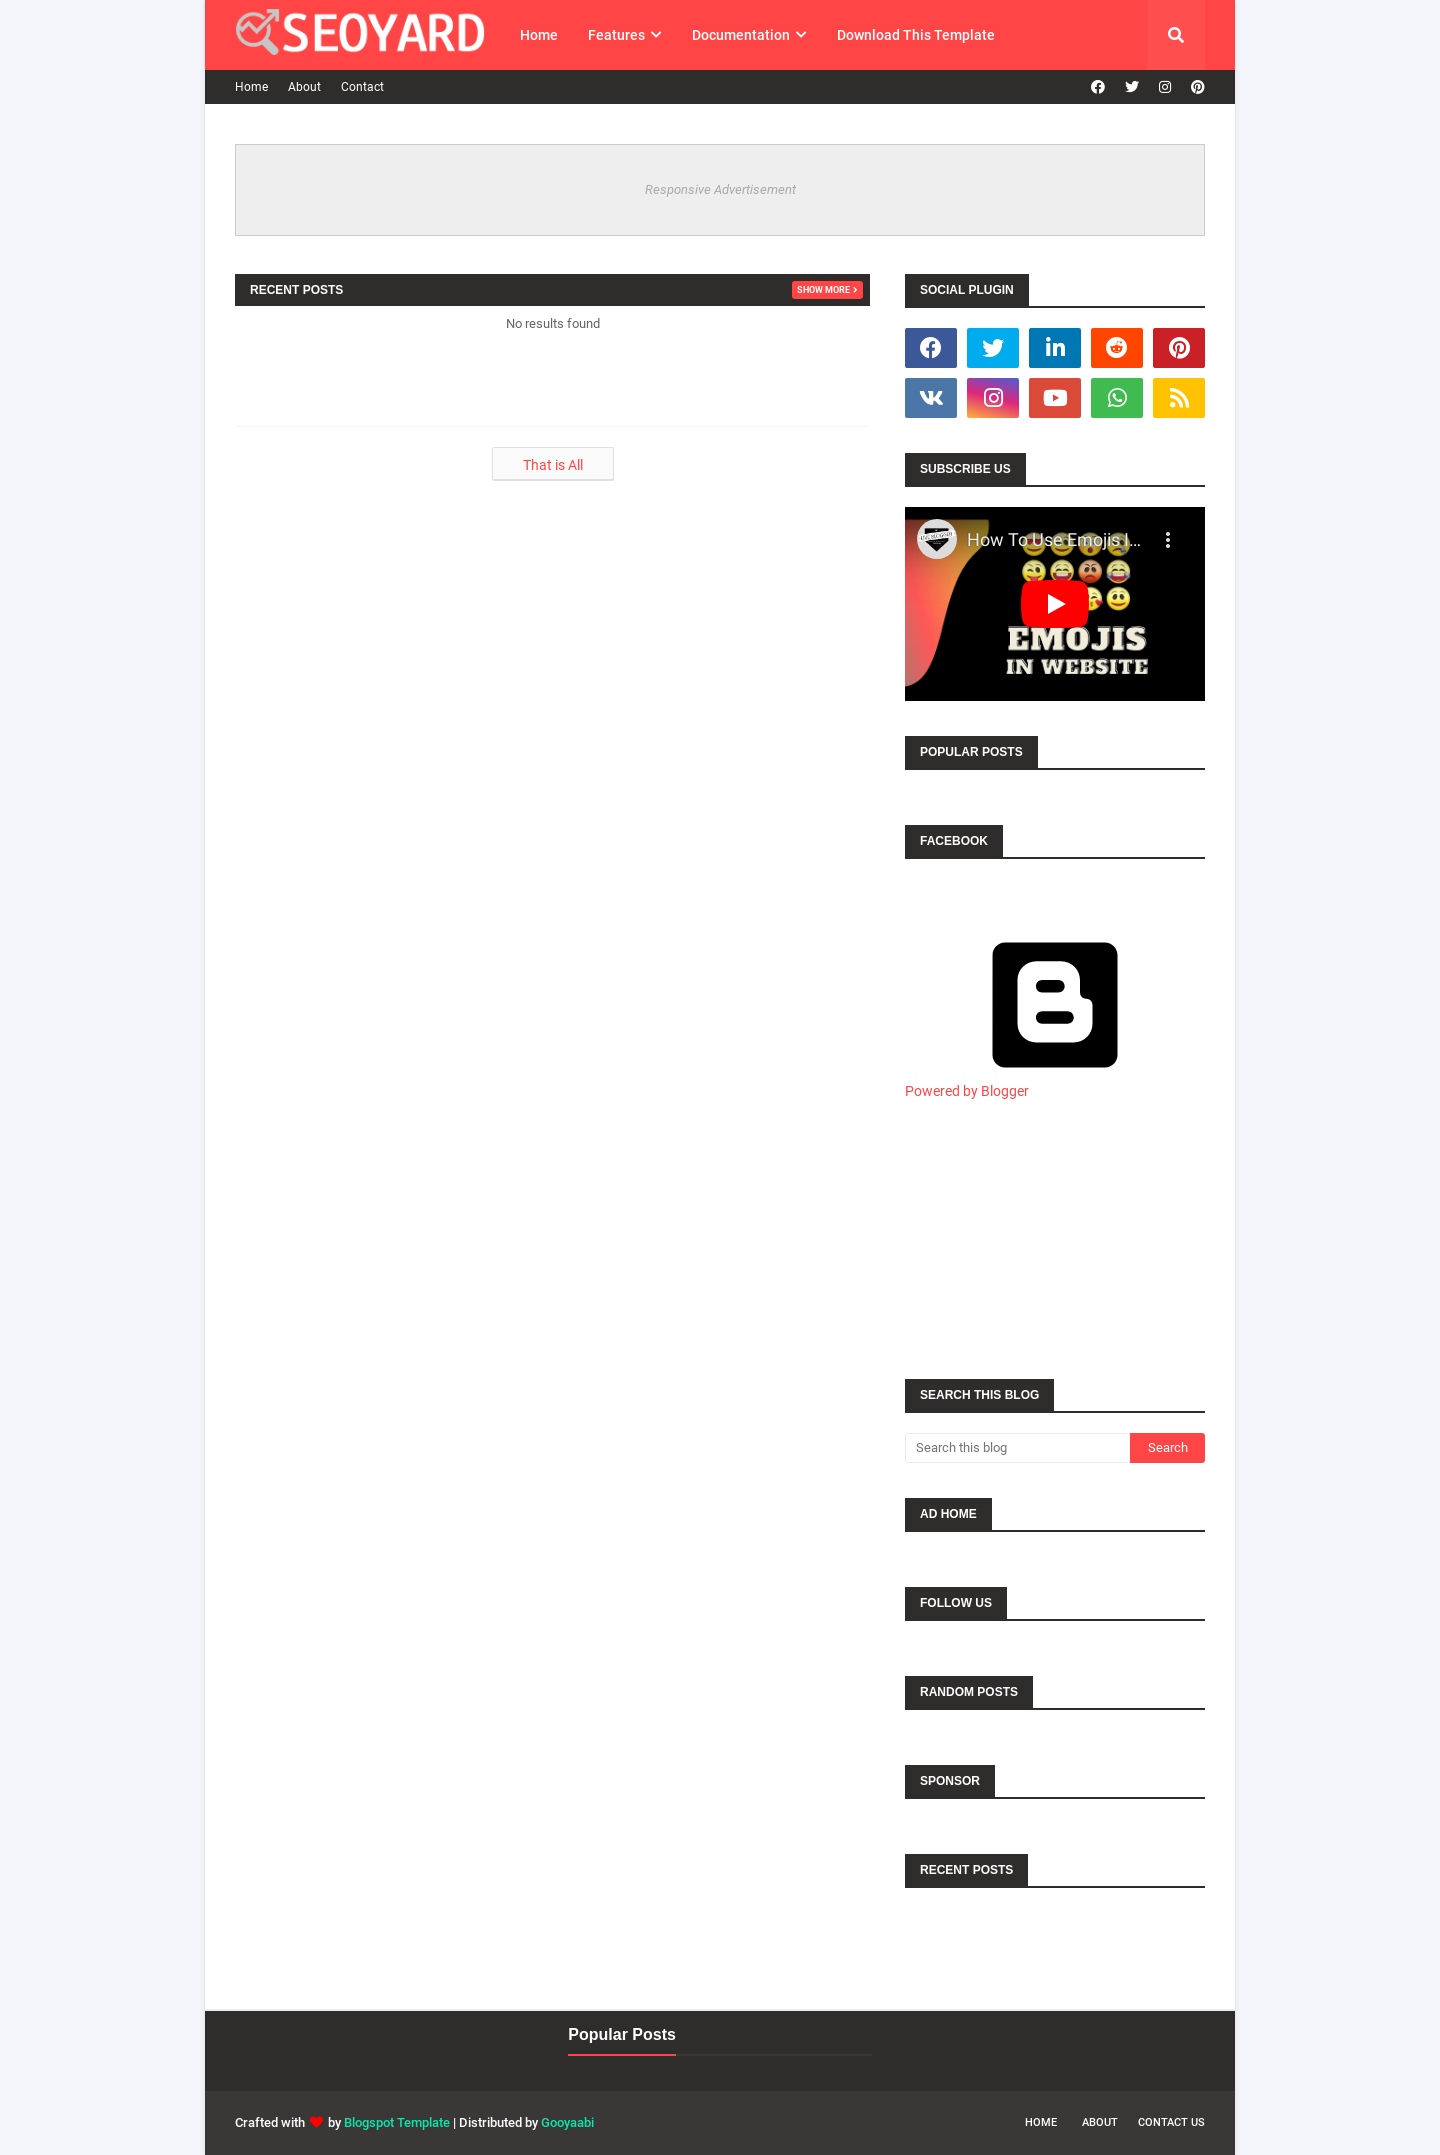 SEOYARD
Home Features Documentation Download This Template
Home About Contact
Responsive Advertisement
RECENT POSTS SHOW MORE
No results found
That is All
SOCIAL PLUGIN
SUBSCRIBE US
How To Use Emojis I...
EMOJIS
IN WEBSITE
POPULAR POSTS
FACEBOOK
Powered by Blogger
SEARCH THIS BLOG
Search this blog Search
AD HOME
FOLLOW US
RANDOM POSTS
SPONSOR
RECENT POSTS
Popular Posts
Crafted with by Blogspot Template | Distributed by Gooyaabi
HOME ABOUT CONTACT US